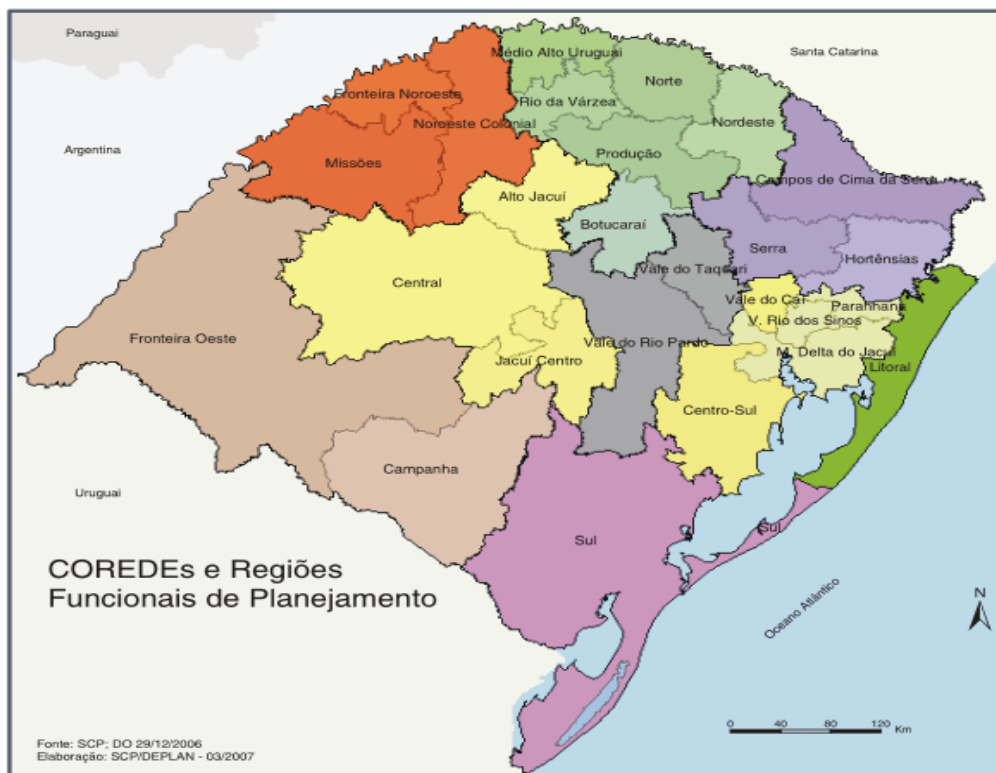 Paraguai
Santa Catarina
Argentina
Médio Alto Uruguai
Norte
Fronteira Noroeste
Rio da Várzea
Noroeste Colonial
Nordeste
Missões
Produção
Campos de Cima da Serra
Alto Jacuí
Botucaraí
Serra
Hortênsias
Vale do Taquari
Central
Vale do Caí
Paranhana
V. Rio dos Sinos
Fronteira Oeste
Vale do Rio Pardo
M. Delta do Jacuí
Jacuí Centro
Litoral
Centro-Sul
Campanha
Uruguai
Sul
Sul
COREDEs e Regiões
Funcionais de Planejamento
Oceano Atlântico
N
0 40 80 120
Km
Fonte: SCP; DO 29/12/2006
Elaboração: SCP/DEPLAN - 03/2007